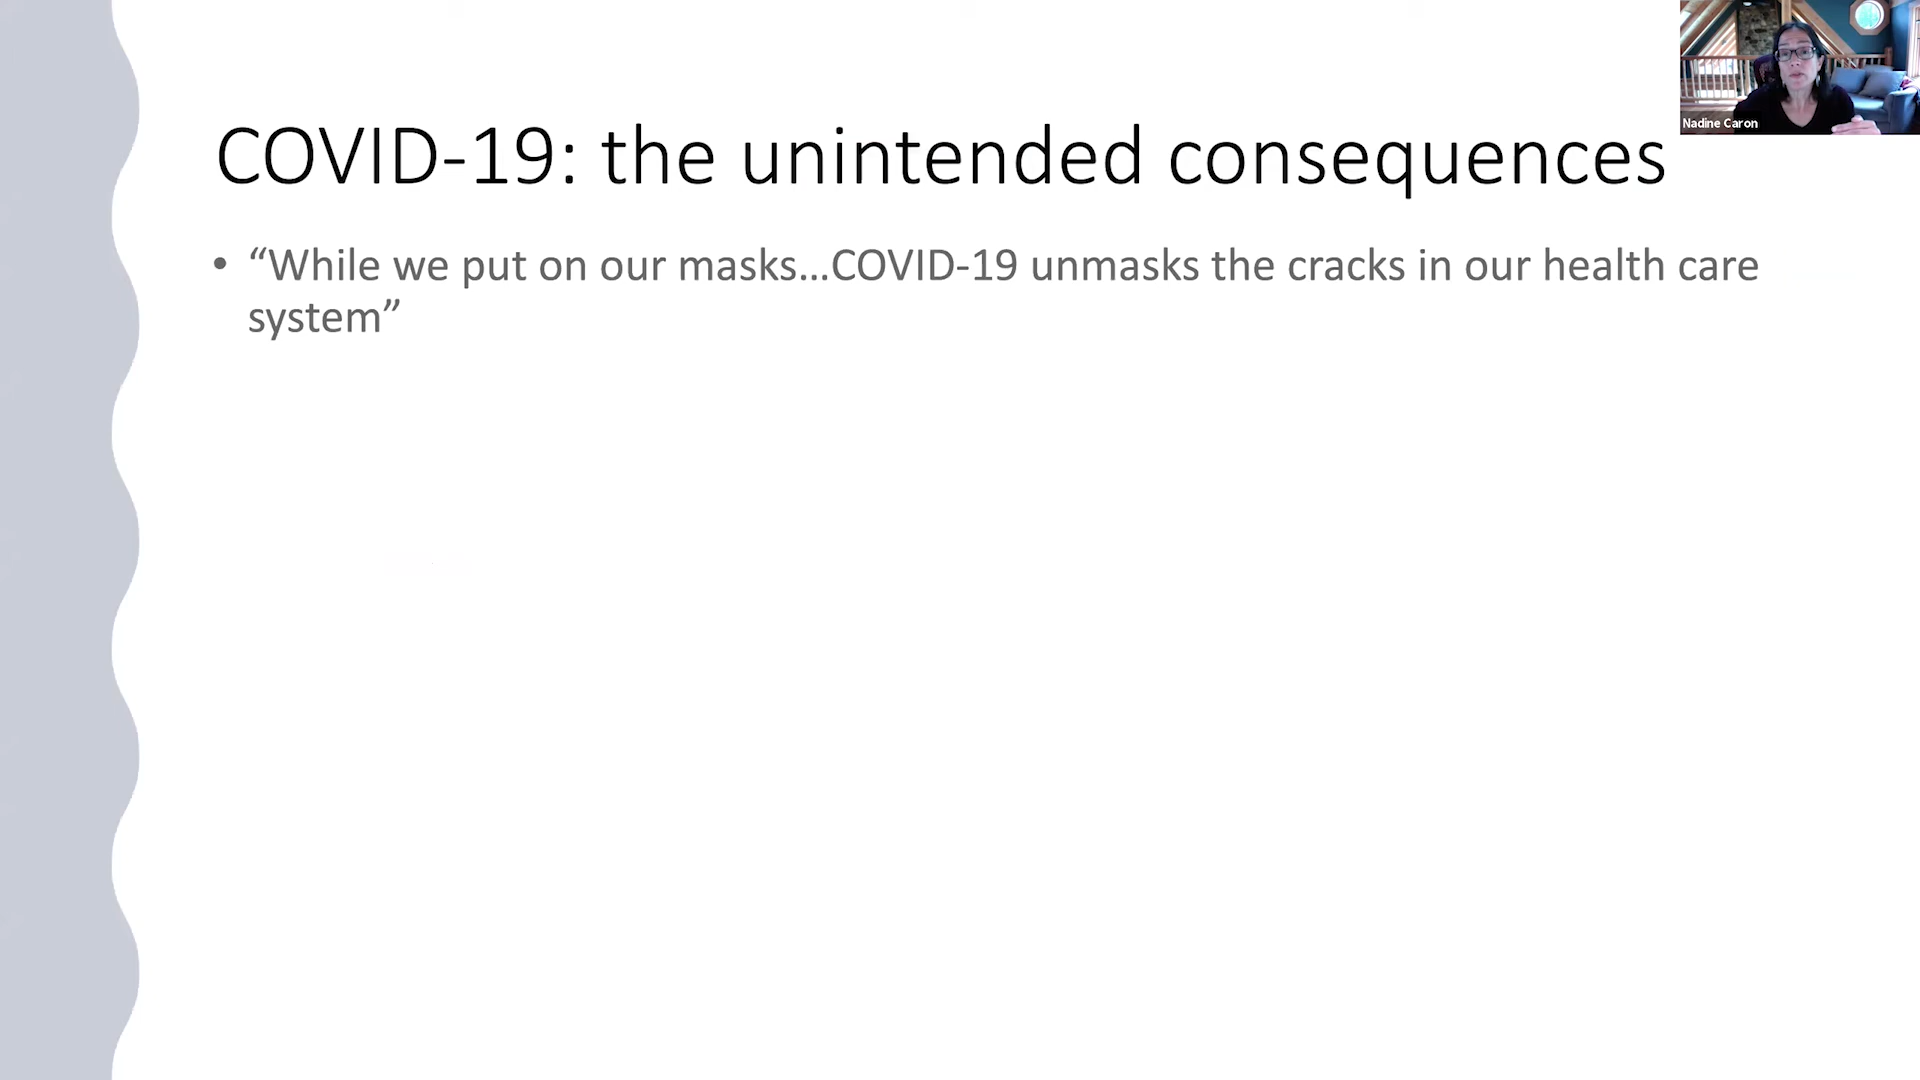 Nadine Caron
COVID-19: the unintended consequences
• “While we put on our masks...COVID-19 unmasks the cracks in our health care
system”